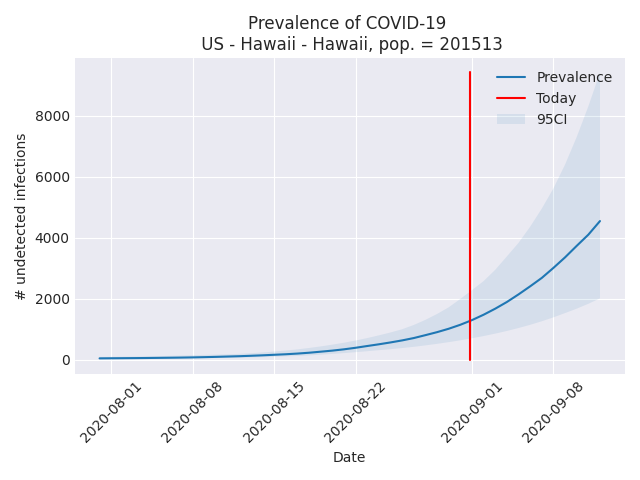 Prevalence of COVID-19
US - Hawaii - Hawaii, pop. = 201513
Prevalence
Today
95CI
# undetected infections
8000
6000
4000
2000
0
2020-08-01
2020-08-08
2020-08-15
2020-08-22
2020-09-01
2020-09-08
Date